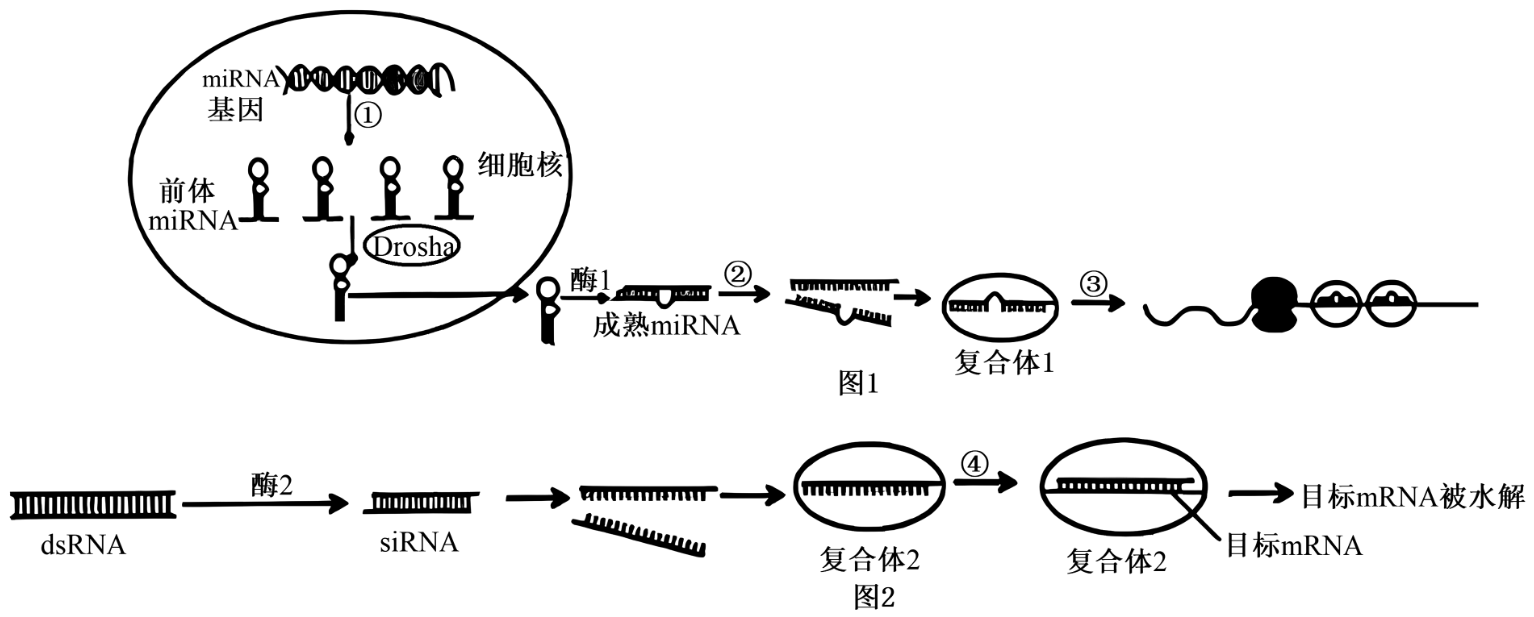 miRNA
基因
①
细胞核
前体
miRNA
Drosha
酶1
成熟miRNA
②
复合体1
③
图1
dsRNA
酶2
siRNA
复合体2
④
复合体2
目标mRNA
目标mRNA被水解
图2